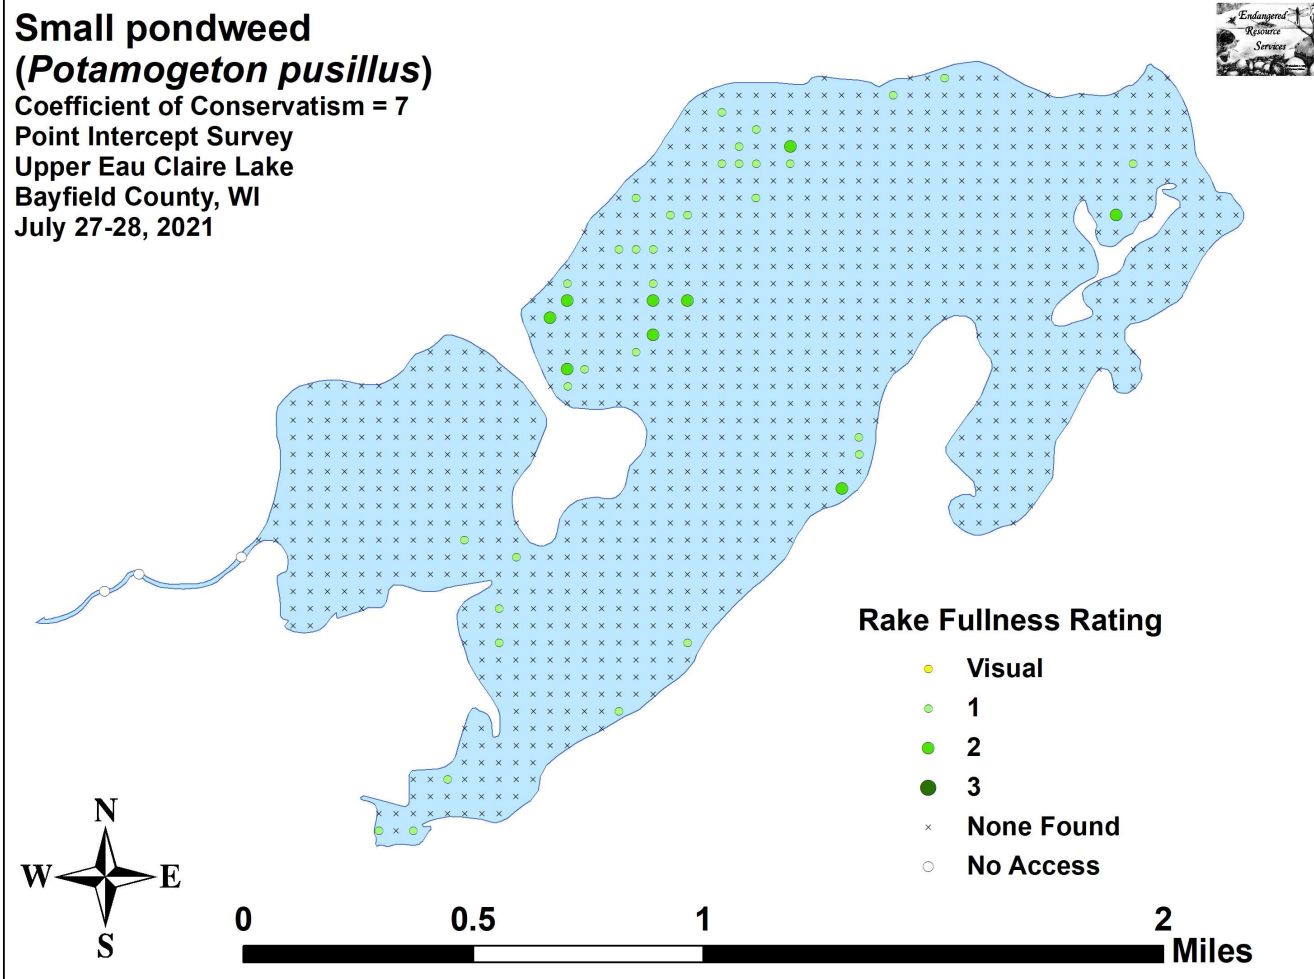 Small pondweed
(Potamogeton pusillus)
Coefficient of Conservatism = 7
Point Intercept Survey
Upper Eau Claire Lake
Bayfield County, WI
July 27-28, 2021
Endangered
Resource
Services
Rake Fullness Rating
Visual
1
2
3
None Found
No Access
N
W E
S
0 0.5 1 2
Miles